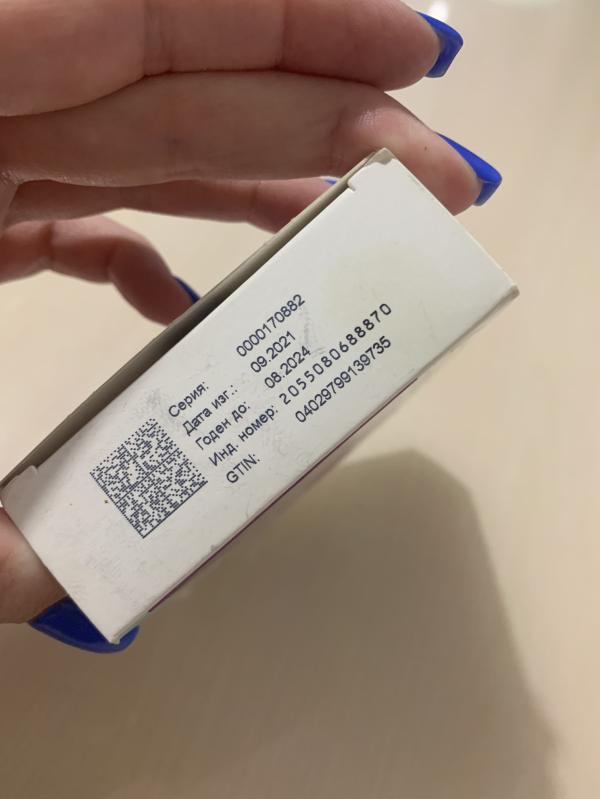 Серия: 0000170882
Дата изг.: 09.2021
Годен до: 08.2024
Инд. номер: 2055080688870
GTIN: 04029799139735